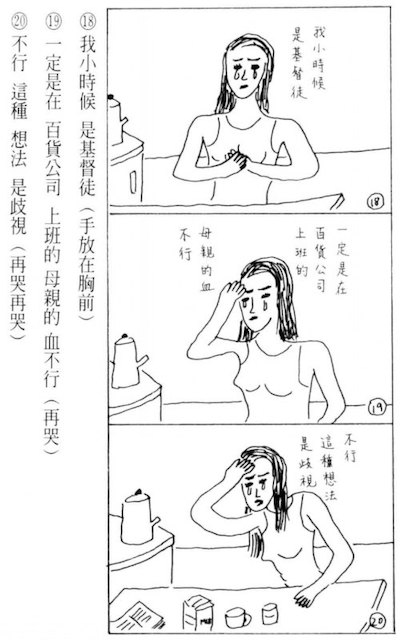 ⑱ 我小時候 是基督徒（手放在胸前）
⑲ 一定是在 百貨公司 上班的 母親的 血不行（再哭）
⑳ 不行 這種 想法 是歧視（再哭再哭）
我小時候
是基督徒
⑱
一定是在
百貨公司
上班的
母親的血
不行
⑲
不行
這種想法
是歧視
MILK
⑳